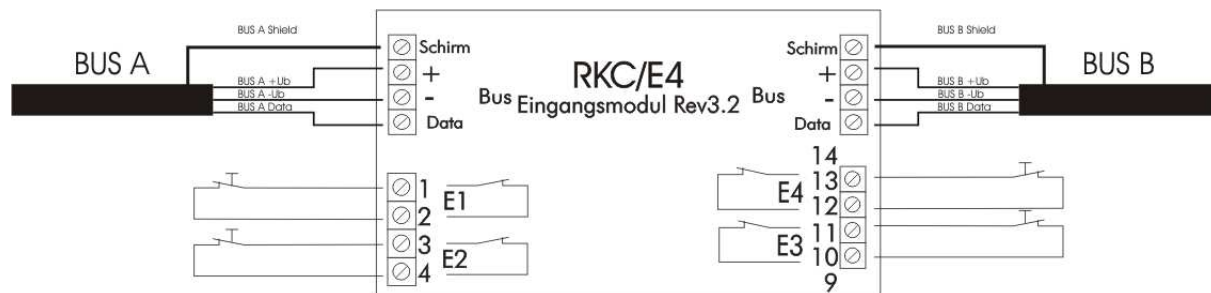 BUS A Shield
BUS A
BUS A +Ub
BUS A -Ub
BUS A Data
Schirm
+
-
Data
Bus
RKC/E4
Eingangsmodul Rev3.2
Bus
Schirm
+
-
Data
BUS B Shield
BUS B
BUS B +Ub
BUS B -Ub
BUS B Data
1
2
3
4
E1
E2
14
13
12
11
10
9
E4
E3